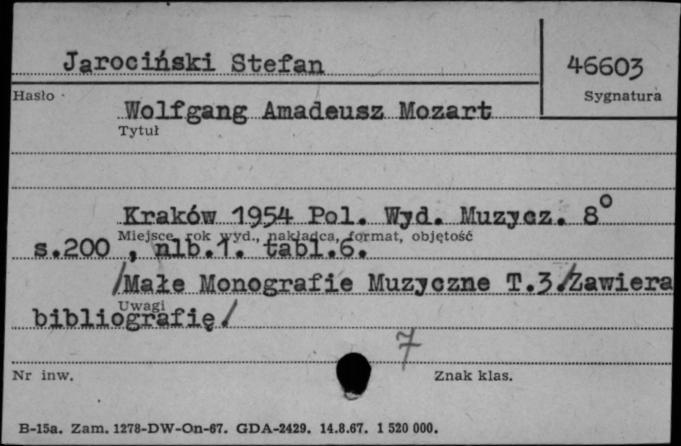 Jarociński Stefan
46603
Hasło
Sygnatura
Wolfgang Amadeusz Mozart
Tytuł
Kraków 1954 Pol. Wyd. Muzycz. 8°
Miejsce, rok wyd., nakładca, format, objętość
s.200 , nlb.1. tabl.6.
/Małe Monografie Muzyczne T.3./Zawiera
Uwagi
bibliografię/
7
Nr inw.
Znak klas.
B-15a. Zam. 1278-DW-On-67. GDA-2429. 14.8.67. 1 520 000.